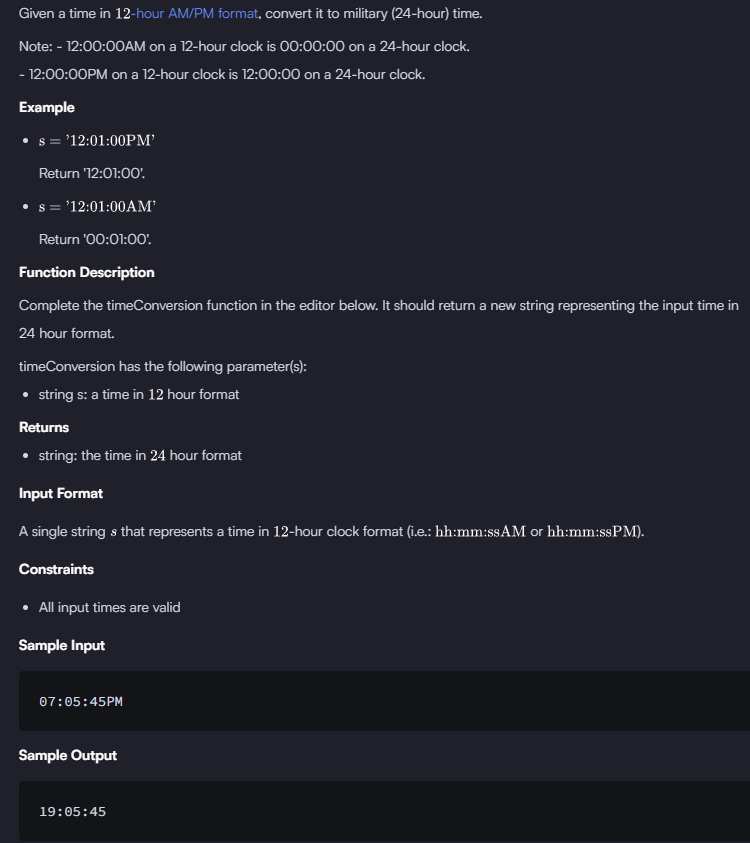 Given a time in 12-hour AM/PM format, convert it to military (24-hour) time.
Note: - 12:00:00AM on a 12-hour clock is 00:00:00 on a 24-hour clock.
- 12:00:00PM on a 12-hour clock is 12:00:00 on a 24-hour clock.
Example
• s = '12:01:00PM'
Return '12:01:00'.
• s = '12:01:00AM'
Return '00:01:00'.
Function Description
Complete the timeConversion function in the editor below. It should return a new string representing the input time in
24 hour format.
timeConversion has the following parameter(s):
• string s: a time in 12 hour format
Returns
• string: the time in 24 hour format
Input Format
A single string s that represents a time in 12-hour clock format (i.e.: hh:mm:ssAM or hh:mm:ssPM).
Constraints
• All input times are valid
Sample Input
07:05:45PM
Sample Output
19:05:45